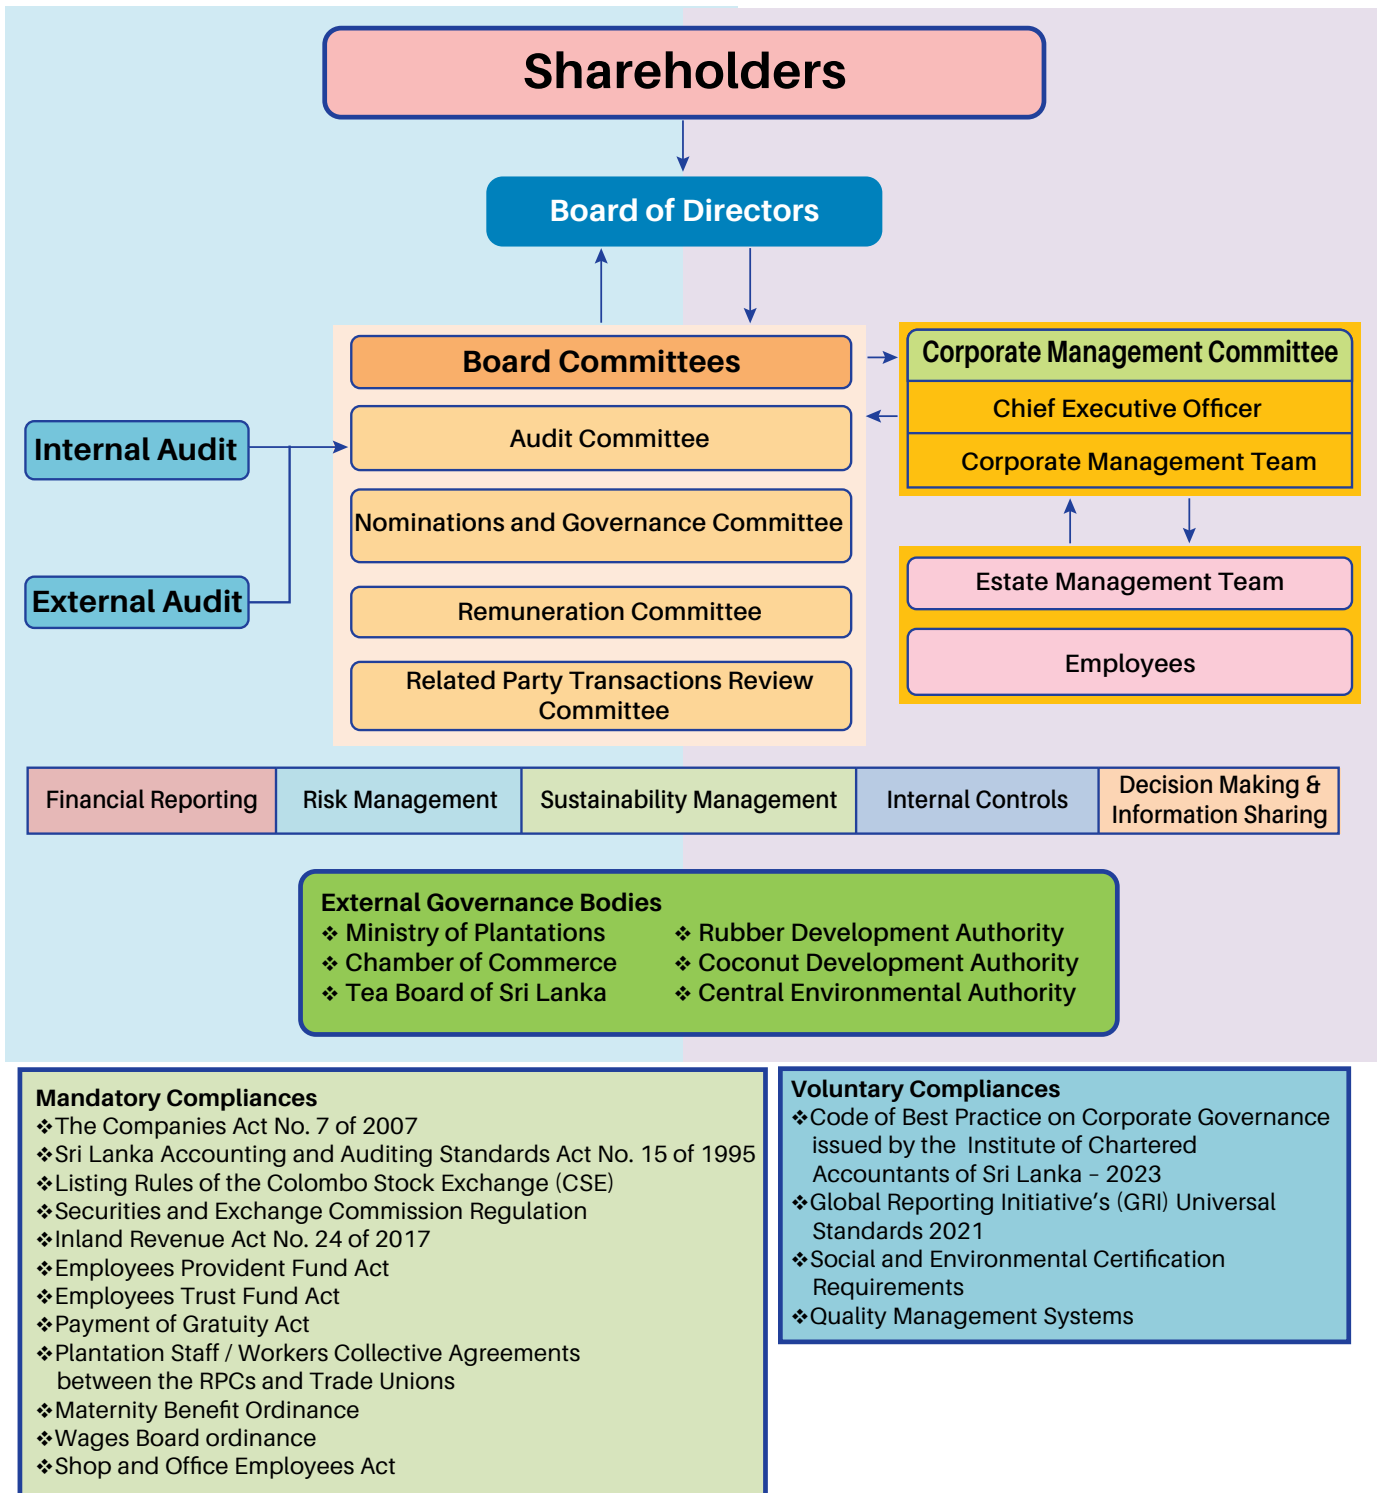 Shareholders
Board of Directors
Board Committees
Audit Committee
Nominations and Governance Committee
Remuneration Committee
Related Party Transactions Review
Committee
Internal Audit
External Audit
Corporate Management Committee
Chief Executive Officer
Corporate Management Team
Estate Management Team
Employees
Financial Reporting
Risk Management
Sustainability Management
Internal Controls
Decision Making &
Information Sharing
External Governance Bodies
❖ Ministry of Plantations
❖ Chamber of Commerce
❖ Tea Board of Sri Lanka
❖ Rubber Development Authority
❖ Coconut Development Authority
❖ Central Environmental Authority
Mandatory Compliances
❖The Companies Act No. 7 of 2007
❖Sri Lanka Accounting and Auditing Standards Act No. 15 of 1995
❖Listing Rules of the Colombo Stock Exchange (CSE)
❖Securities and Exchange Commission Regulation
❖Inland Revenue Act No. 24 of 2017
❖Employees Provident Fund Act
❖Employees Trust Fund Act
❖Payment of Gratuity Act
❖Plantation Staff / Workers Collective Agreements
between the RPCs and Trade Unions
❖Maternity Benefit Ordinance
❖Wages Board ordinance
❖Shop and Office Employees Act
Voluntary Compliances
❖Code of Best Practice on Corporate Governance
issued by the Institute of Chartered
Accountants of Sri Lanka – 2023
❖Global Reporting Initiative’s (GRI) Universal
Standards 2021
❖Social and Environmental Certification
Requirements
❖Quality Management Systems